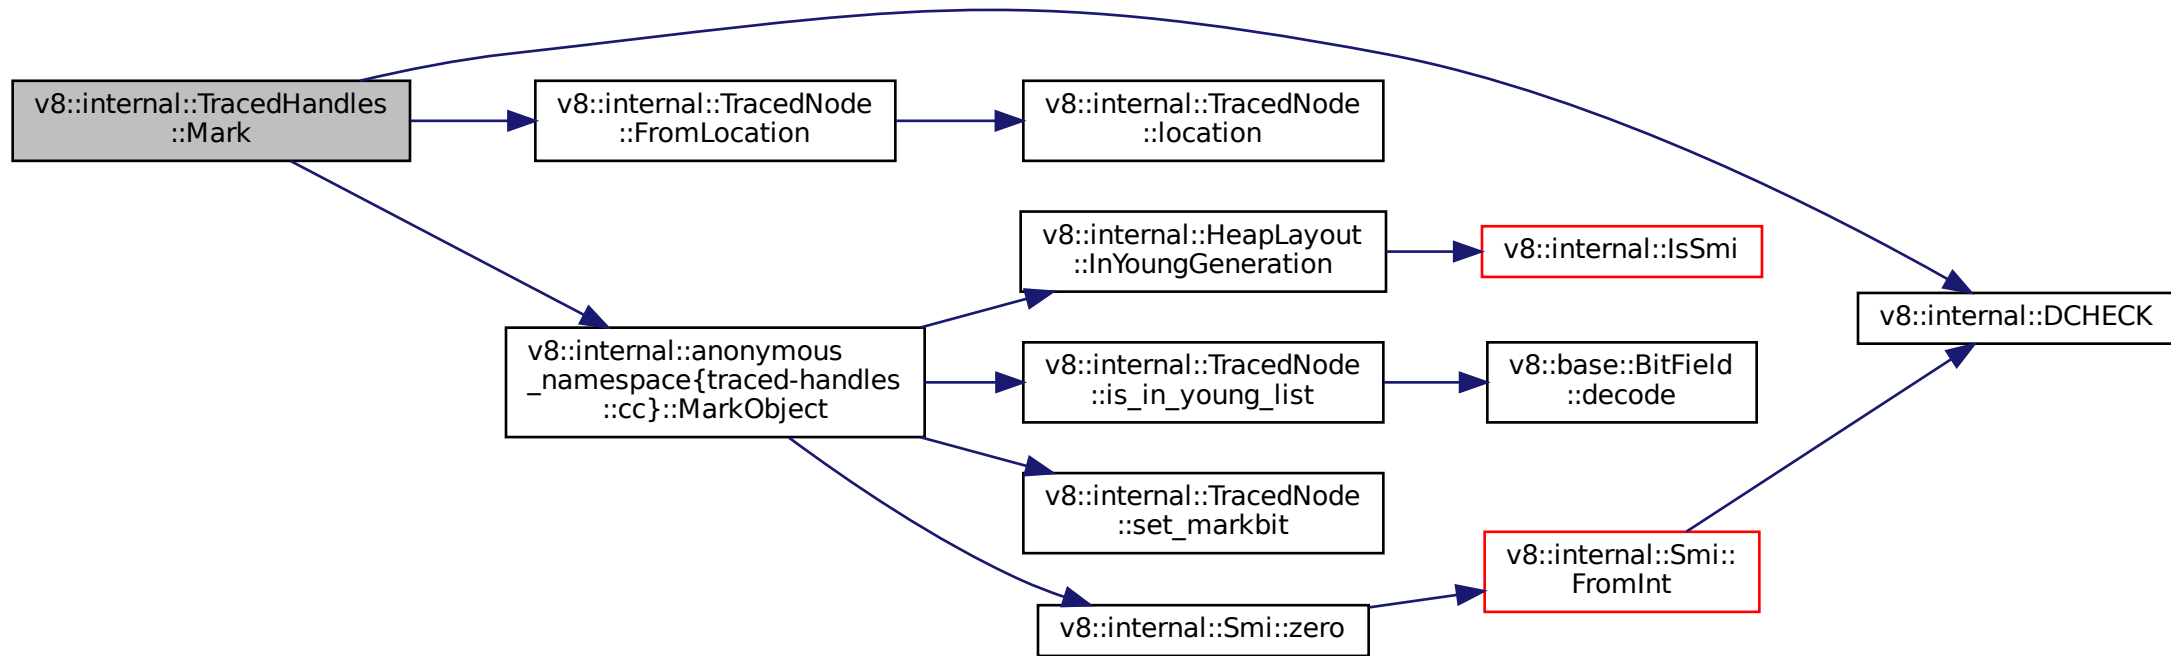 v8::internal::TracedHandles
::Mark
v8::internal::TracedNode
::FromLocation
v8::internal::TracedNode
::location
v8::internal::HeapLayout
::InYoungGeneration
v8::internal::IsSmi
v8::internal::DCHECK
v8::internal::anonymous
_namespace{traced-handles
::cc}::MarkObject
v8::internal::TracedNode
::is_in_young_list
v8::base::BitField
::decode
v8::internal::TracedNode
::set_markbit
v8::internal::Smi::
FromInt
v8::internal::Smi::zero